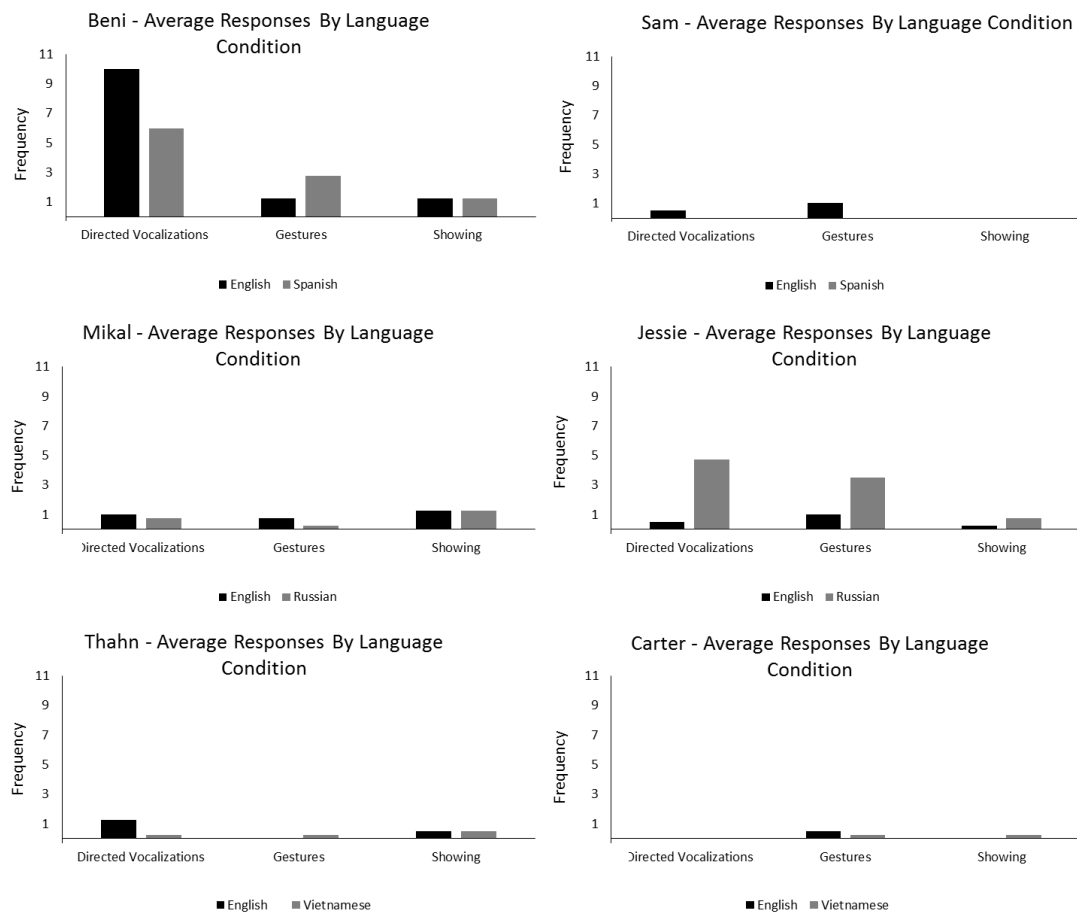 Beni - Average Responses By Language
Condition
11
9
7
5
3
1
Frequency
Directed Vocalizations Gestures Showing
English Spanish
Sam - Average Responses By Language Condition
11
9
7
5
3
1
Frequency
Directed Vocalizations Gestures Showing
English Spanish
Mikal - Average Responses By Language
Condition
11
9
7
5
3
1
Frequency
Directed Vocalizations Gestures Showing
English Russian
Jessie - Average Responses By Language
Condition
11
9
7
5
3
1
Frequency
Directed Vocalizations Gestures Showing
English Russian
Thahn - Average Responses By Language
Condition
11
9
7
5
3
1
Frequency
Directed Vocalizations Gestures Showing
English Vietnamese
Carter - Average Responses By Language
Condition
11
9
7
5
3
1
Frequency
Directed Vocalizations Gestures Showing
English Vietnamese